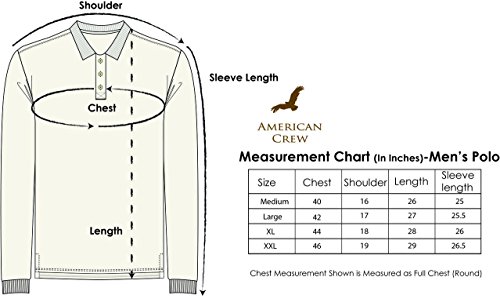 Shoulder
Sleeve Length
Chest
Length
AMERICAN
CREW
Measurement Chart (In Inches)-Men's Polo
Size Chest Shoulder Length Sleeve length
Medium 40 16 26 25
Large 42 17 27 25.5
XL 44 18 28 26
XXL 46 19 29 26.5
Chest Measurement Shown is Measured as Full Chest (Round)